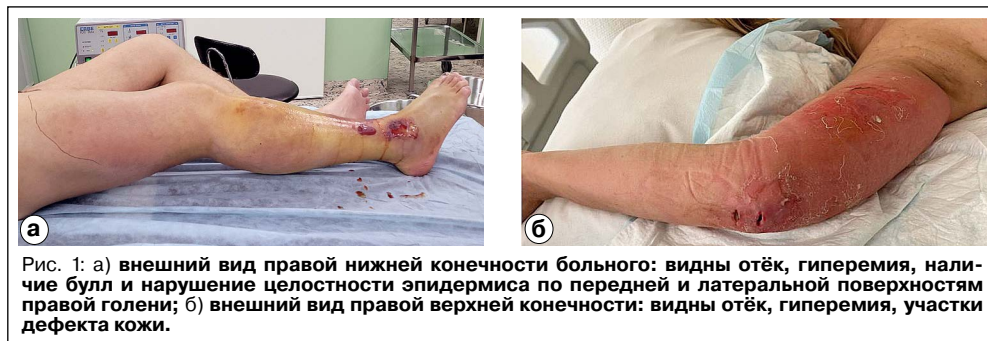 а
б
Рис. 1: а) внешний вид правой нижней конечности больного: видны отёк, гиперемия, нали-
чие булл и нарушение целостности эпидермиса по передней и латеральной поверхностям
правой голени; б) внешний вид правой верхней конечности: видны отёк, гиперемия, участки
дефекта кожи.